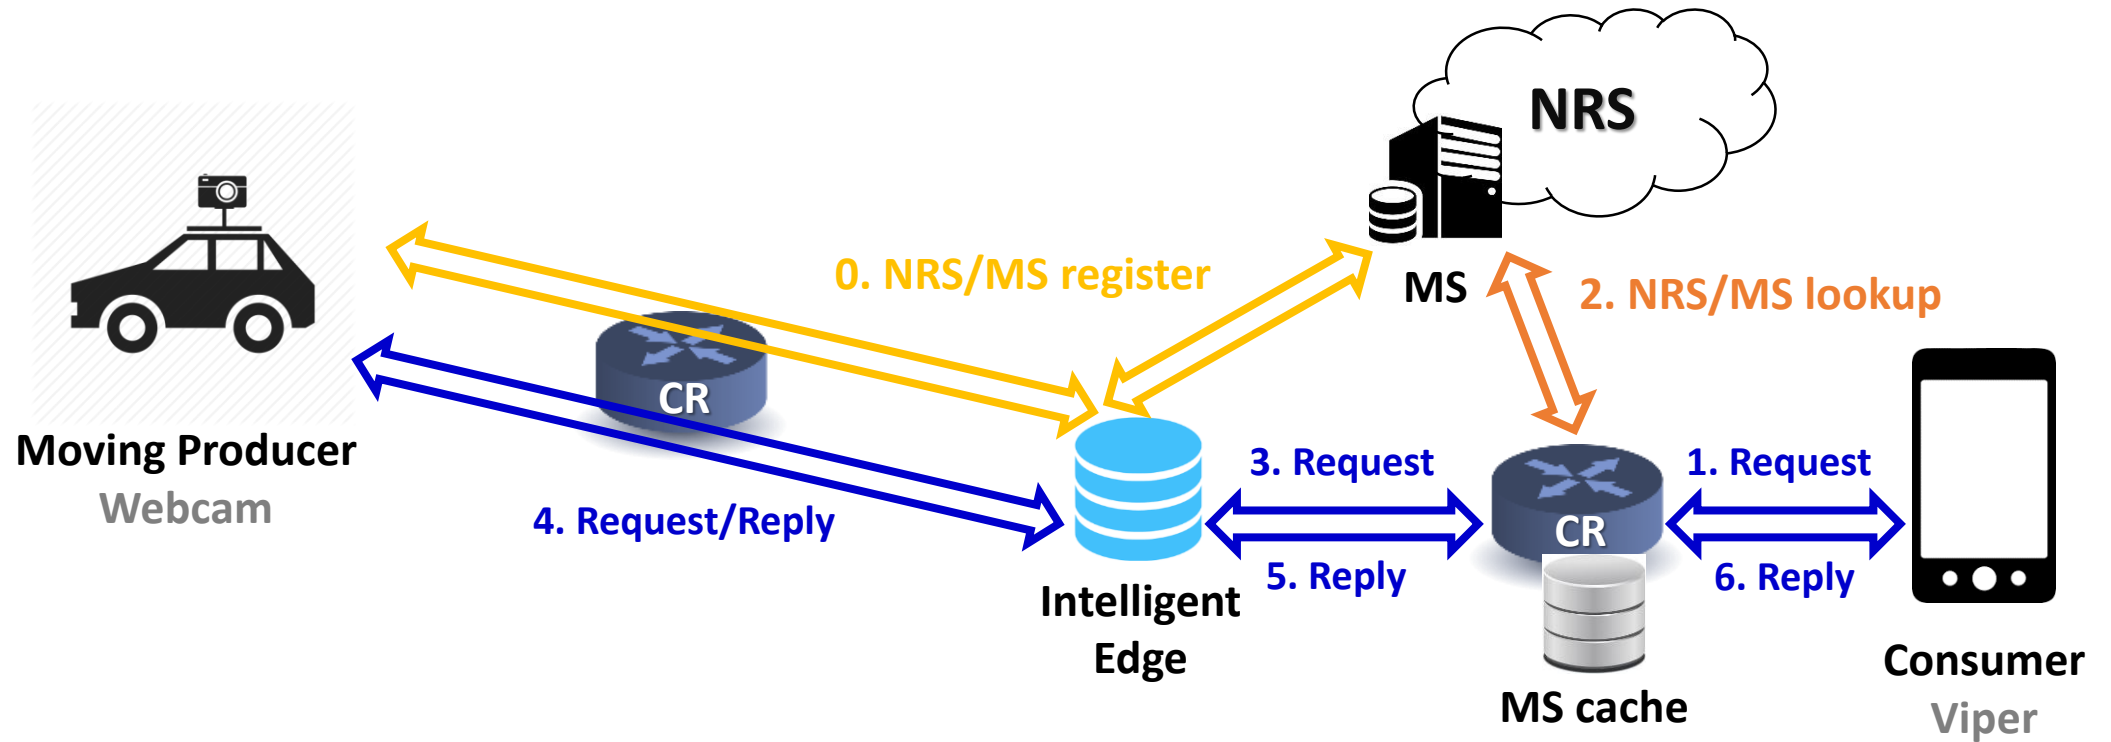 NRS
0. NRS/MS register
MS
2. NRS/MS lookup
CR
Moving Producer
Webcam
4. Request/Reply
3. Request
1. Request
CR
5. Reply
6. Reply
Intelligent
Edge
MS cache
Consumer
Viper